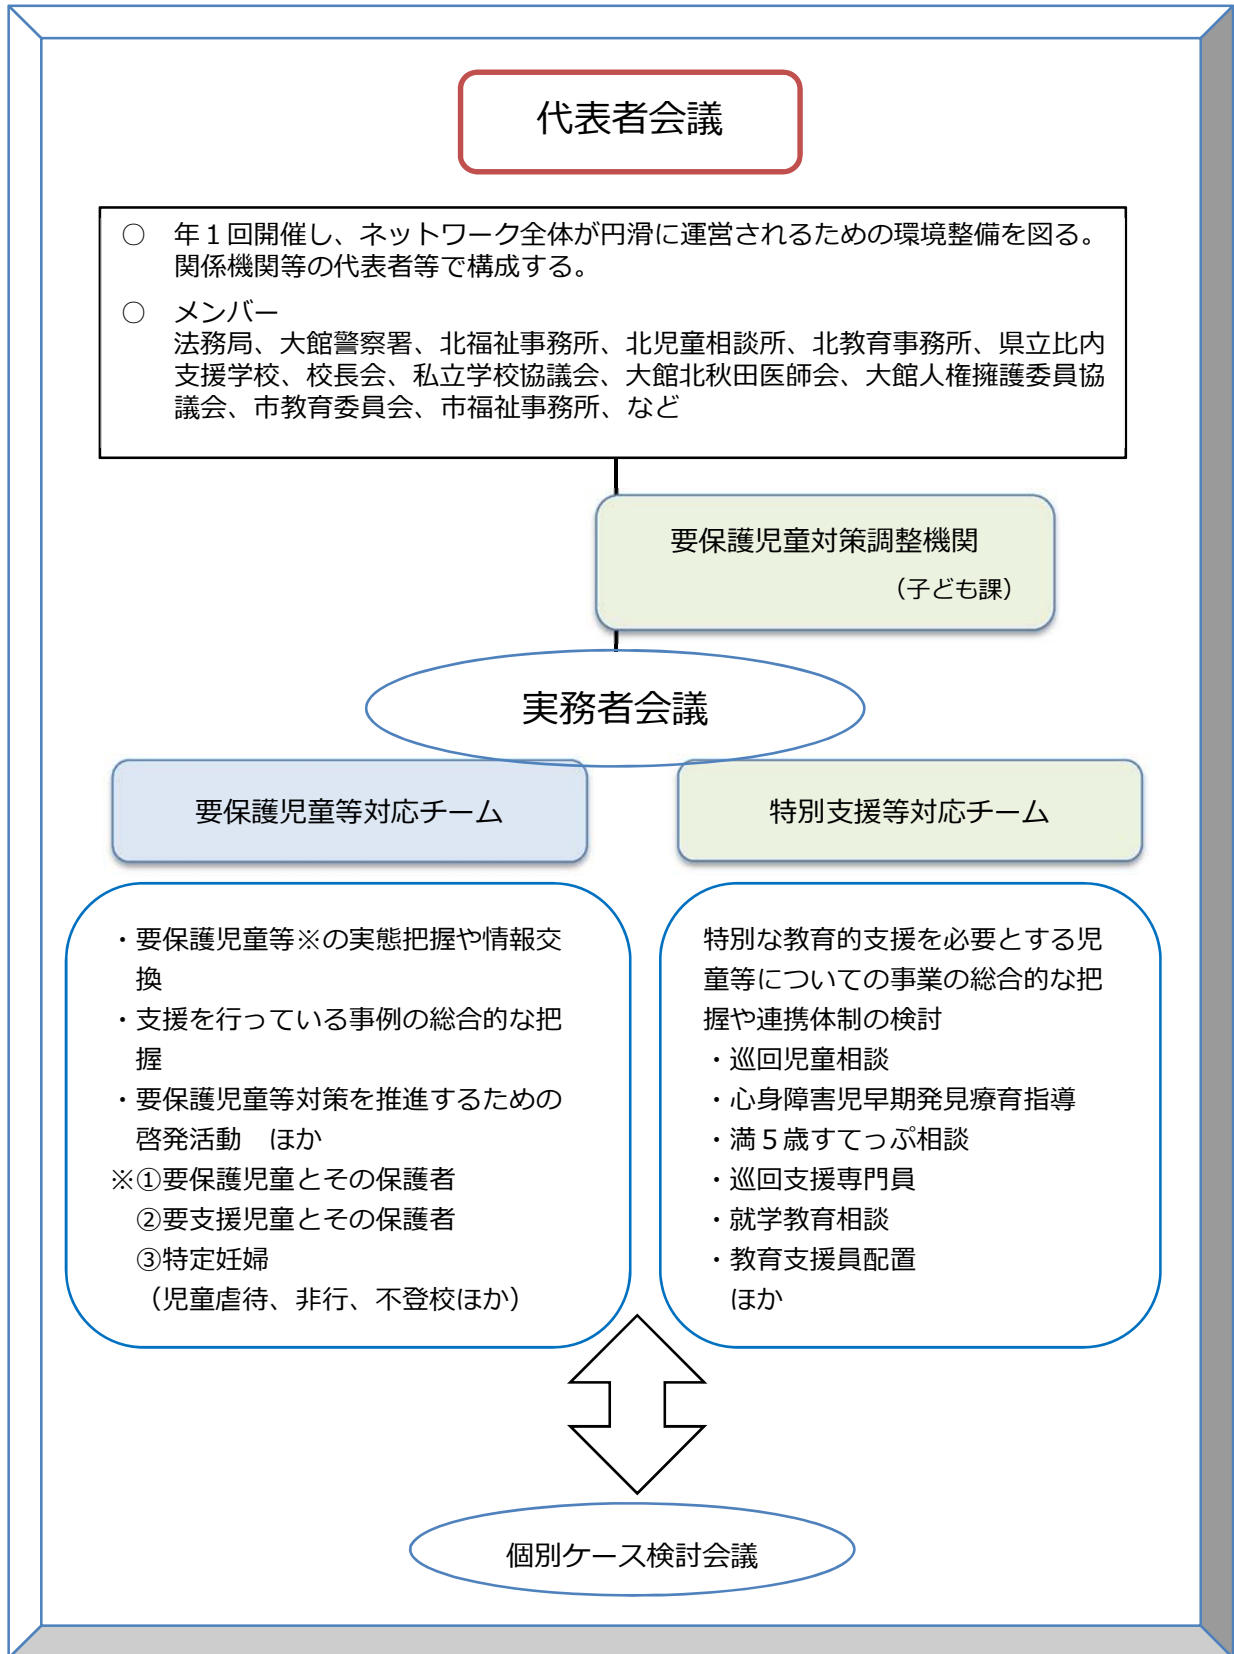 代表者会議
○ 年１回開催し、ネットワーク全体が円滑に運営されるための環境整備を図る。
関係機関等の代表者等で構成する。
○ メンバー
法務局、大館警察署、北福祉事務所、北児童相談所、北教育事務所、県立比内
支援学校、校長会、私立学校協議会、大館北秋田医師会、大館人権擁護委員協
議会、市教育委員会、市福祉事務所、など
要保護児童対策調整機関
（子ども課）
実務者会議
要保護児童等対応チーム
・要保護児童等※の実態把握や情報交
換
・支援を行っている事例の総合的な把
握
・要保護児童等対策を推進するための
啓発活動　ほか
※①要保護児童とその保護者
②要支援児童とその保護者
③特定妊婦
（児童虐待、非行、不登校ほか）
特別支援等対応チーム
特別な教育的支援を必要とする児
童等についての事業の総合的な把
握や連携体制の検討
・巡回児童相談
・心身障害児早期発見療育指導
・満５歳すてっぷ相談
・巡回支援専門員
・就学教育相談
・教育支援員配置
ほか
個別ケース検討会議